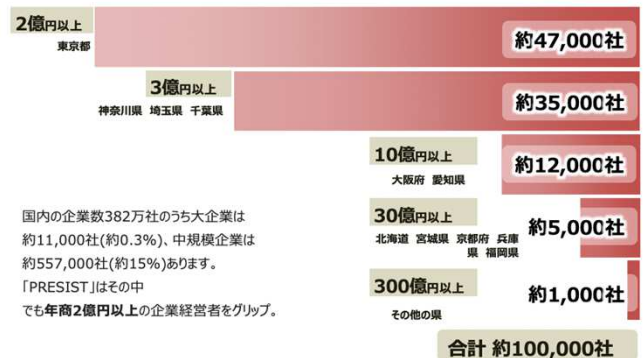 2億円以上
東京都
約47,000社
3億円以上
神奈川県 埼玉県 千葉県
約35,000社
10億円以上
大阪府 愛知県
約12,000社
30億円以上
北海道 宮城県 京都府 兵庫
県 福岡県
約5,000社
300億円以上
その他の県
約1,000社
合計 約100,000社
国内の企業数382万社のうち大企業は
約11,000社(約0.3%)、中規模企業は
約557,000社(約15%)あります。
「PRESIST」はその中
でも年商2億円以上の企業経営者をグリップ。